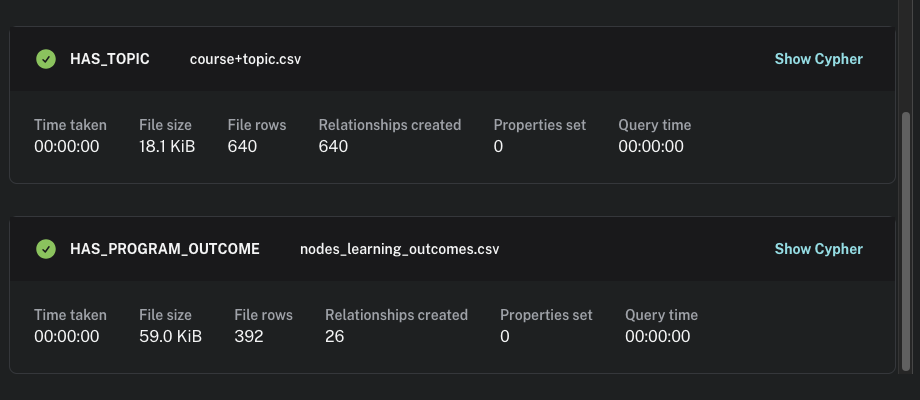 HAS_TOPIC course+topic.csv Show Cypher
Time taken File size File rows Relationships created Properties set Query time
00:00:00 18.1 KiB 640 640 0 00:00:00
HAS_PROGRAM_OUTCOME nodes_learning_outcomes.csv Show Cypher
Time taken File size File rows Relationships created Properties set Query time
00:00:00 59.0 KiB 392 26 0 00:00:00